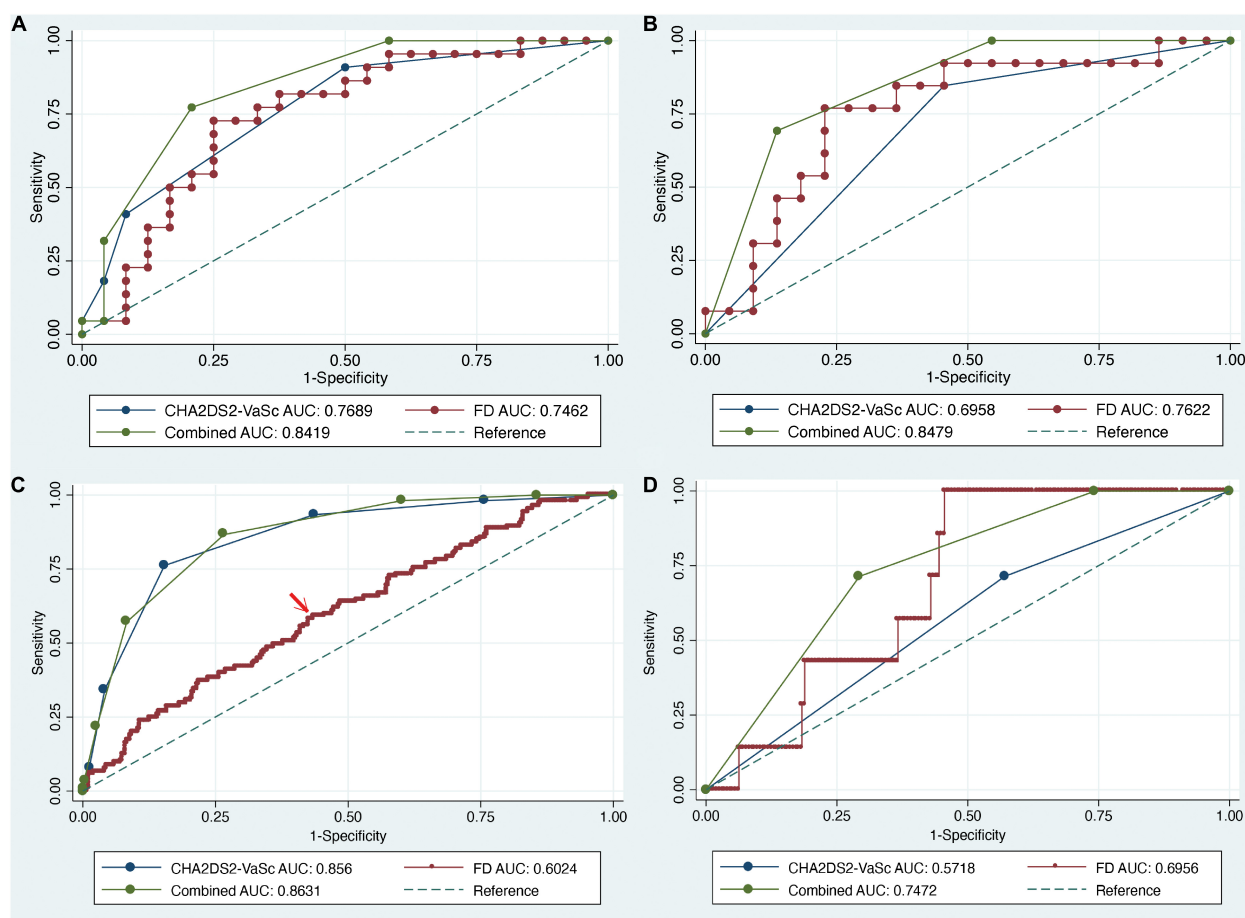 A
Sensitivity
1.00
0.75
0.50
0.25
0.00
0.00 0.25 0.50 0.75 1.00
1-Specificity
CHA2DS2-VaSc AUC: 0.7689 FD AUC: 0.7462
Combined AUC: 0.8419 Reference
B
Sensitivity
1.00
0.75
0.50
0.25
0.00
0.00 0.25 0.50 0.75 1.00
1-Specificity
CHA2DS2-VaSc AUC: 0.6958 FD AUC: 0.7622
Combined AUC: 0.8479 Reference
C
Sensitivity
1.00
0.75
0.50
0.25
0.00
0.00 0.25 0.50 0.75 1.00
1-Specificity
CHA2DS2-VaSc AUC: 0.856 FD AUC: 0.6024
Combined AUC: 0.8631 Reference
D
Sensitivity
1.00
0.75
0.50
0.25
0.00
0.00 0.25 0.50 0.75 1.00
1-Specificity
CHA2DS2-VaSc AUC: 0.5718 FD AUC: 0.6956
Combined AUC: 0.7472 Reference